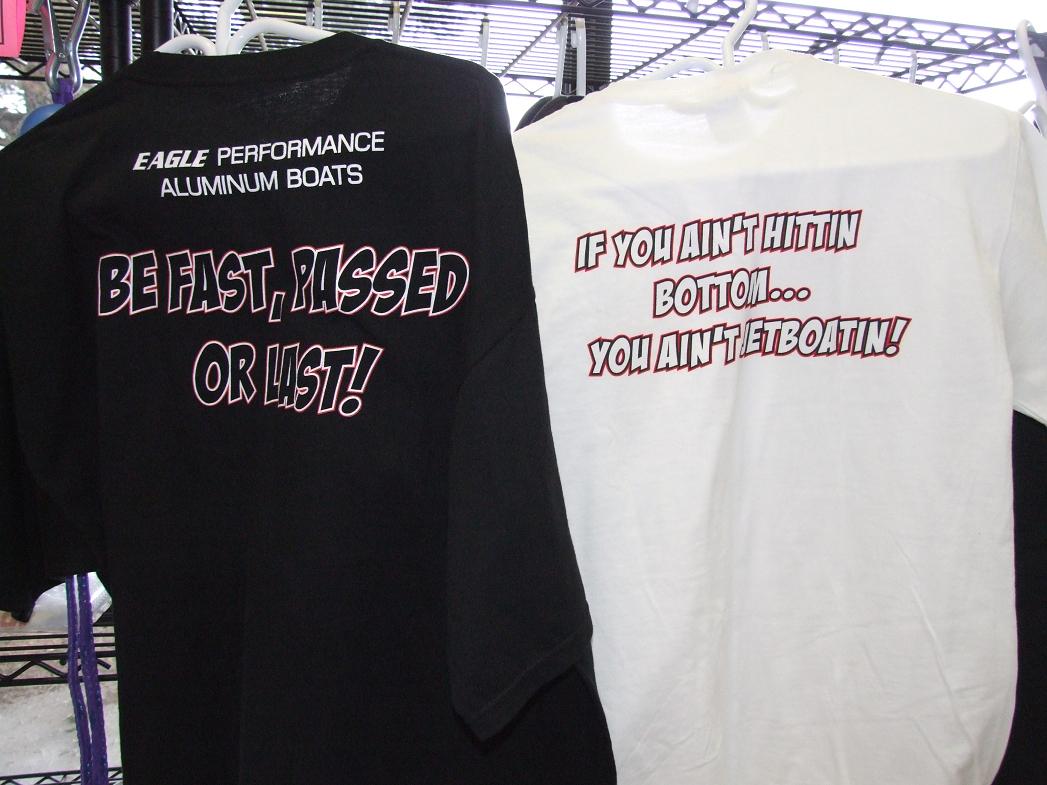 EAGLE PERFORMANCE
ALUMINUM BOATS
BE FAST, PASSED
OR LAST!
IF YOU AIN'T HITTIN
BOTTOM...
YOU AIN'T JETBOATIN!